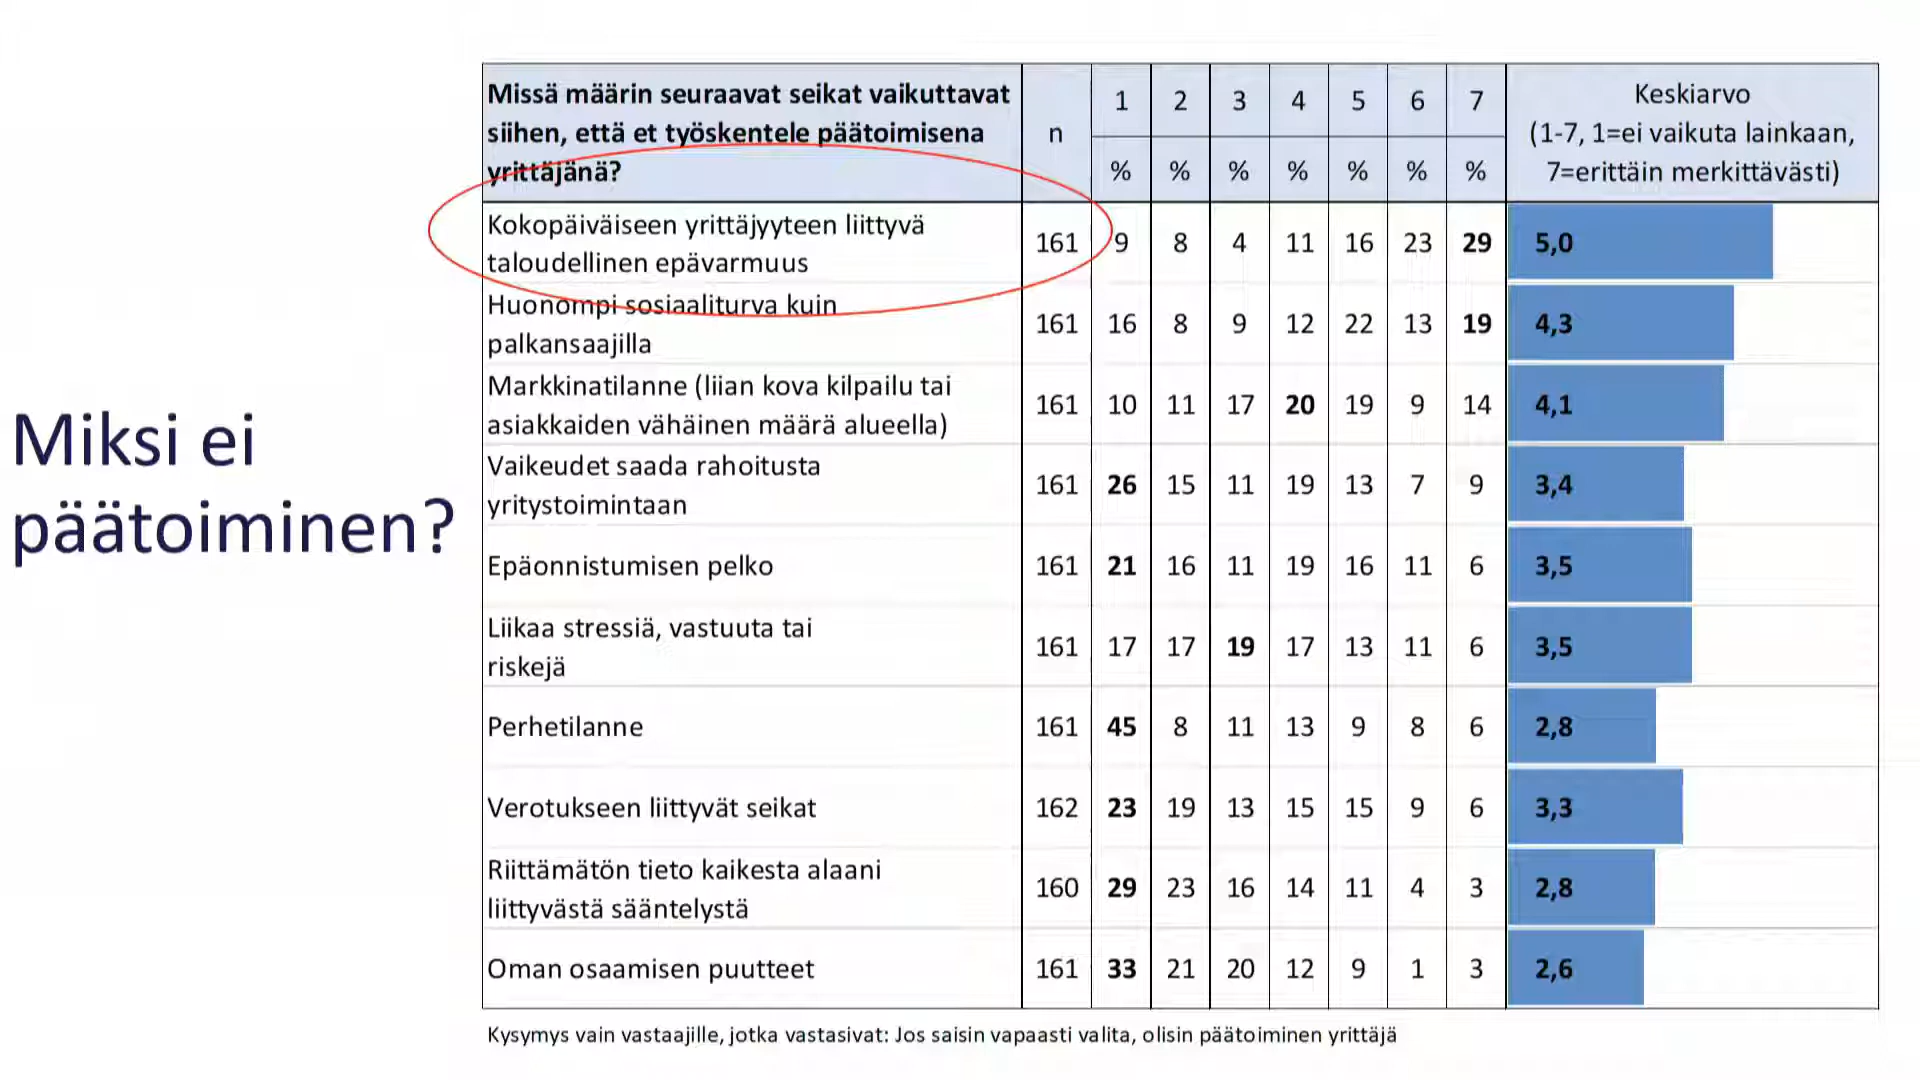 Miksi ei
päätoiminen?
Missä määrin seuraavat seikat vaikuttavat
siihen, että et työskentele päätoimisena
yrittäjänä?
n
1 2 3 4 5 6 7
% % % % % % %
Keskiarvo
(1-7, 1=ei vaikuta lainkaan,
7=erittäin merkittävästi)
Kokopäiväiseen yrittäjyyteen liittyvä
taloudellinen epävarmuus
161 9 8 4 11 16 23 29 5,0
Huonompi sosiaaliturva kuin
palkansaajilla
161 16 8 9 12 22 13 19 4,3
Markkinatilanne (liian kova kilpailu tai
asiakkaiden vähäinen määrä alueella)
161 10 11 17 20 19 9 14 4,1
Vaikeudet saada rahoitusta
yritystoimintaan
161 26 15 11 19 13 7 9 3,4
Epäonnistumisen pelko 161 21 16 11 19 16 11 6 3,5
Liikaa stressiä, vastuuta tai
riskejä
161 17 17 19 17 13 11 6 3,5
Perhetilanne 161 45 8 11 13 9 8 6 2,8
Verotukseen liittyvät seikat 162 23 19 13 15 15 9 6 3,3
Riittämätön tieto kaikesta alaani
liittyvästä sääntelystä
160 29 23 16 14 11 4 3 2,8
Oman osaamisen puutteet 161 33 21 20 12 9 1 3 2,6
Kysymys vain vastaajille, jotka vastasivat: Jos saisin vapaasti valita, olisin päätoiminen yrittäjä